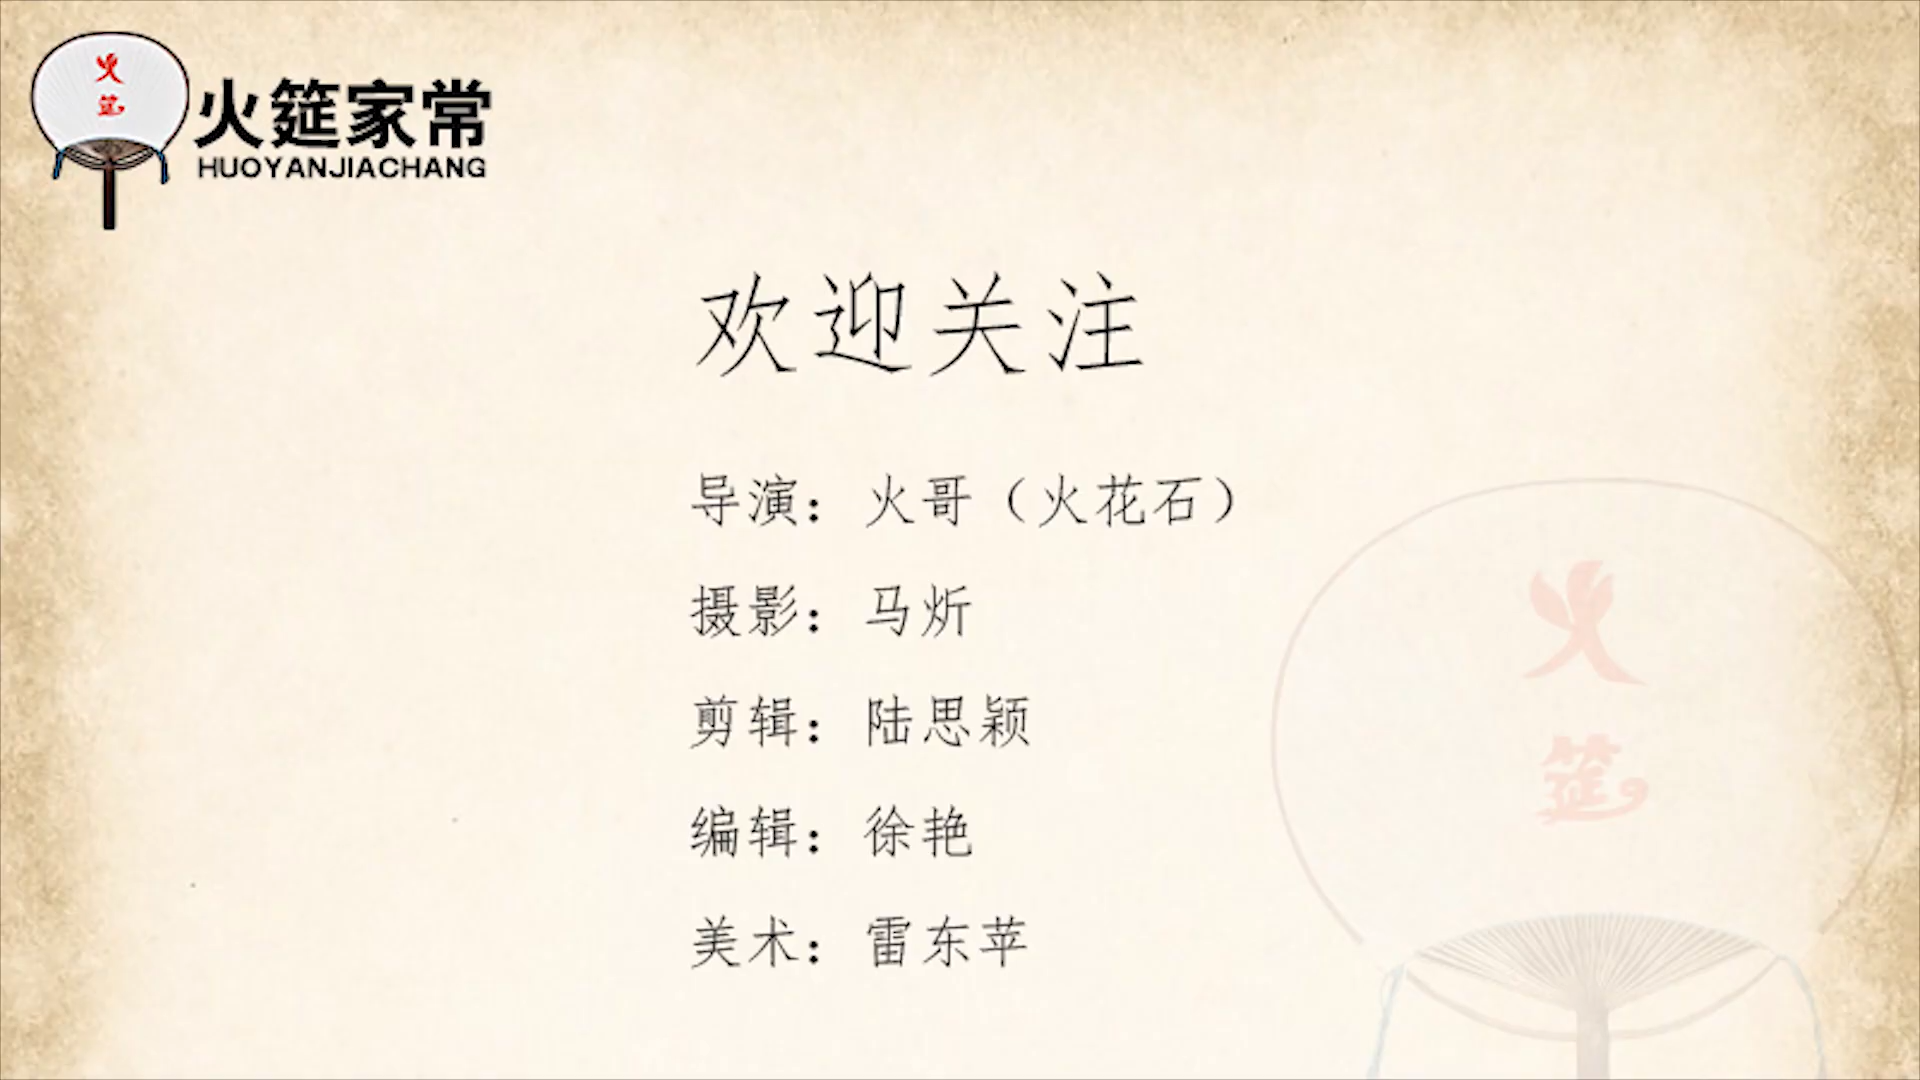 火
筵
火筵家常
HUOYANJIACHANG
欢迎关注
导演：火哥（火花石）
摄影：马炘
剪辑：陆思颖
编辑：徐艳
美术：雷东苹
火
筵